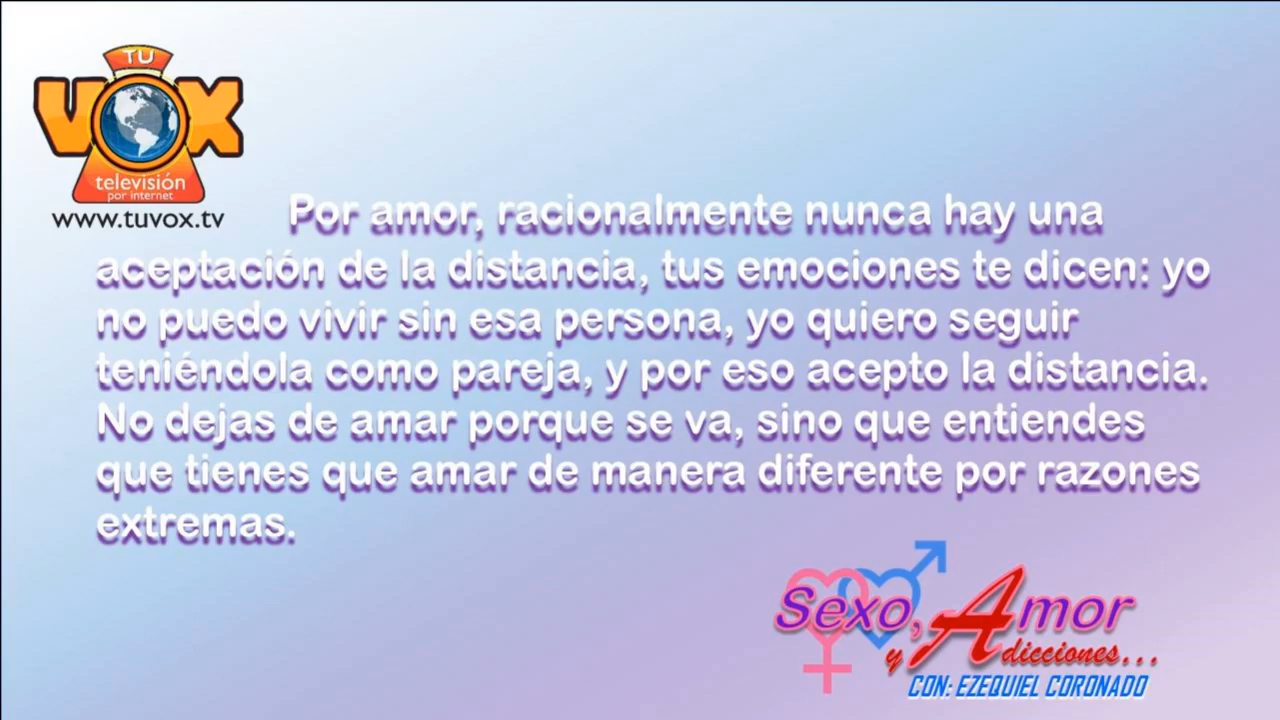 TU
VOX
televisión
por internet
www.tuvox.tv
Por amor, racionalmente nunca hay una
aceptación de la distancia, tus emociones te dicen: yo
no puedo vivir sin esa persona, yo quiero seguir
teniéndola como pareja, y por eso acepto la distancia.
No dejas de amar porque se va, sino que entiendes
que tienes que amar de manera diferente por razones
extremas.
Sexo, Amor
y Adicciones...
CON: EZEQUIEL CORONADO